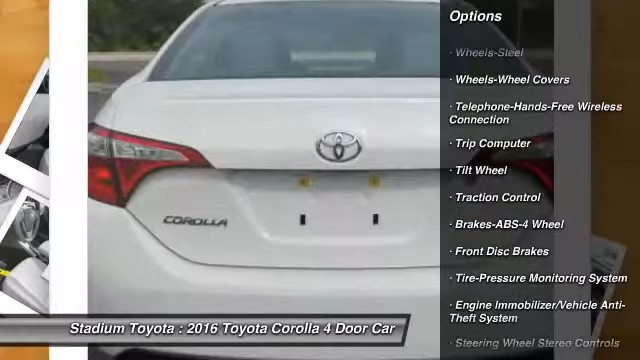 Options
· Wheels-Steel
· Wheels-Wheel Covers
· Telephone-Hands-Free Wireless
Connection
· Trip Computer
· Tilt Wheel
· Traction Control
· Brakes-ABS-4 Wheel
· Front Disc Brakes
· Tire-Pressure Monitoring System
· Engine Immobilizer/Vehicle Anti-
Theft System
· Steering Wheel Stereo Controls
COROLLA
Stadium Toyota : 2016 Toyota Corolla 4 Door Car